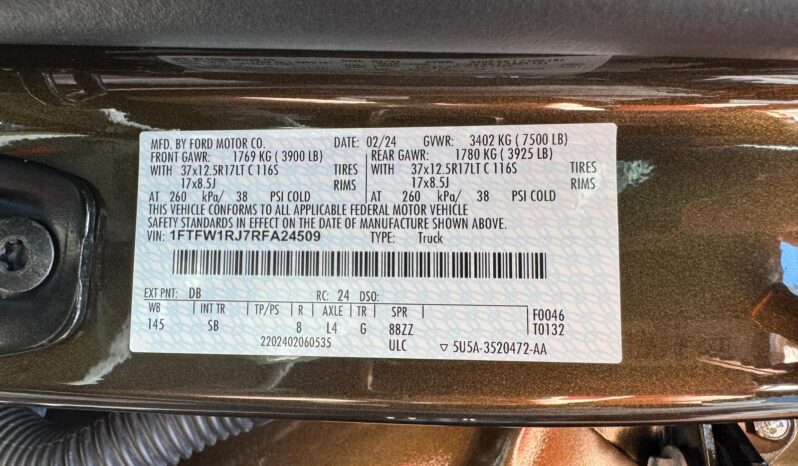 MFD. BY FORD MOTOR CO. DATE: 02/24 GVWR: 3402 KG ( 7500 LB)
FRONT GAWR: 1769 KG ( 3900 LB) REAR GAWR: 1780 KG ( 3925 LB)
WITH 37x12.5R17LT C 116S TIRES WITH 37x12.5R17LT C 116S TIRES
17x8.5J RIMS 17x8.5J RIMS
AT 260 kPa/ 38 PSI COLD AT 260 kPa/ 38 PSI COLD
THIS VEHICLE CONFORMS TO ALL APPLICABLE FEDERAL MOTOR VEHICLE
SAFETY STANDARDS IN EFFECT ON THE DATE OF MANUFACTURE SHOWN ABOVE.
VIN: 1FTFW1RJ7RFA24509 TYPE: Truck
EXT PNT: DB RC: 24 DSO:
WB INT TR TP/PS R AXLE TR SPR F0046
145 SB 8 L4 G 88ZZ T0132
2202402060535 ULC ▽ 5U5A-3520472-AA